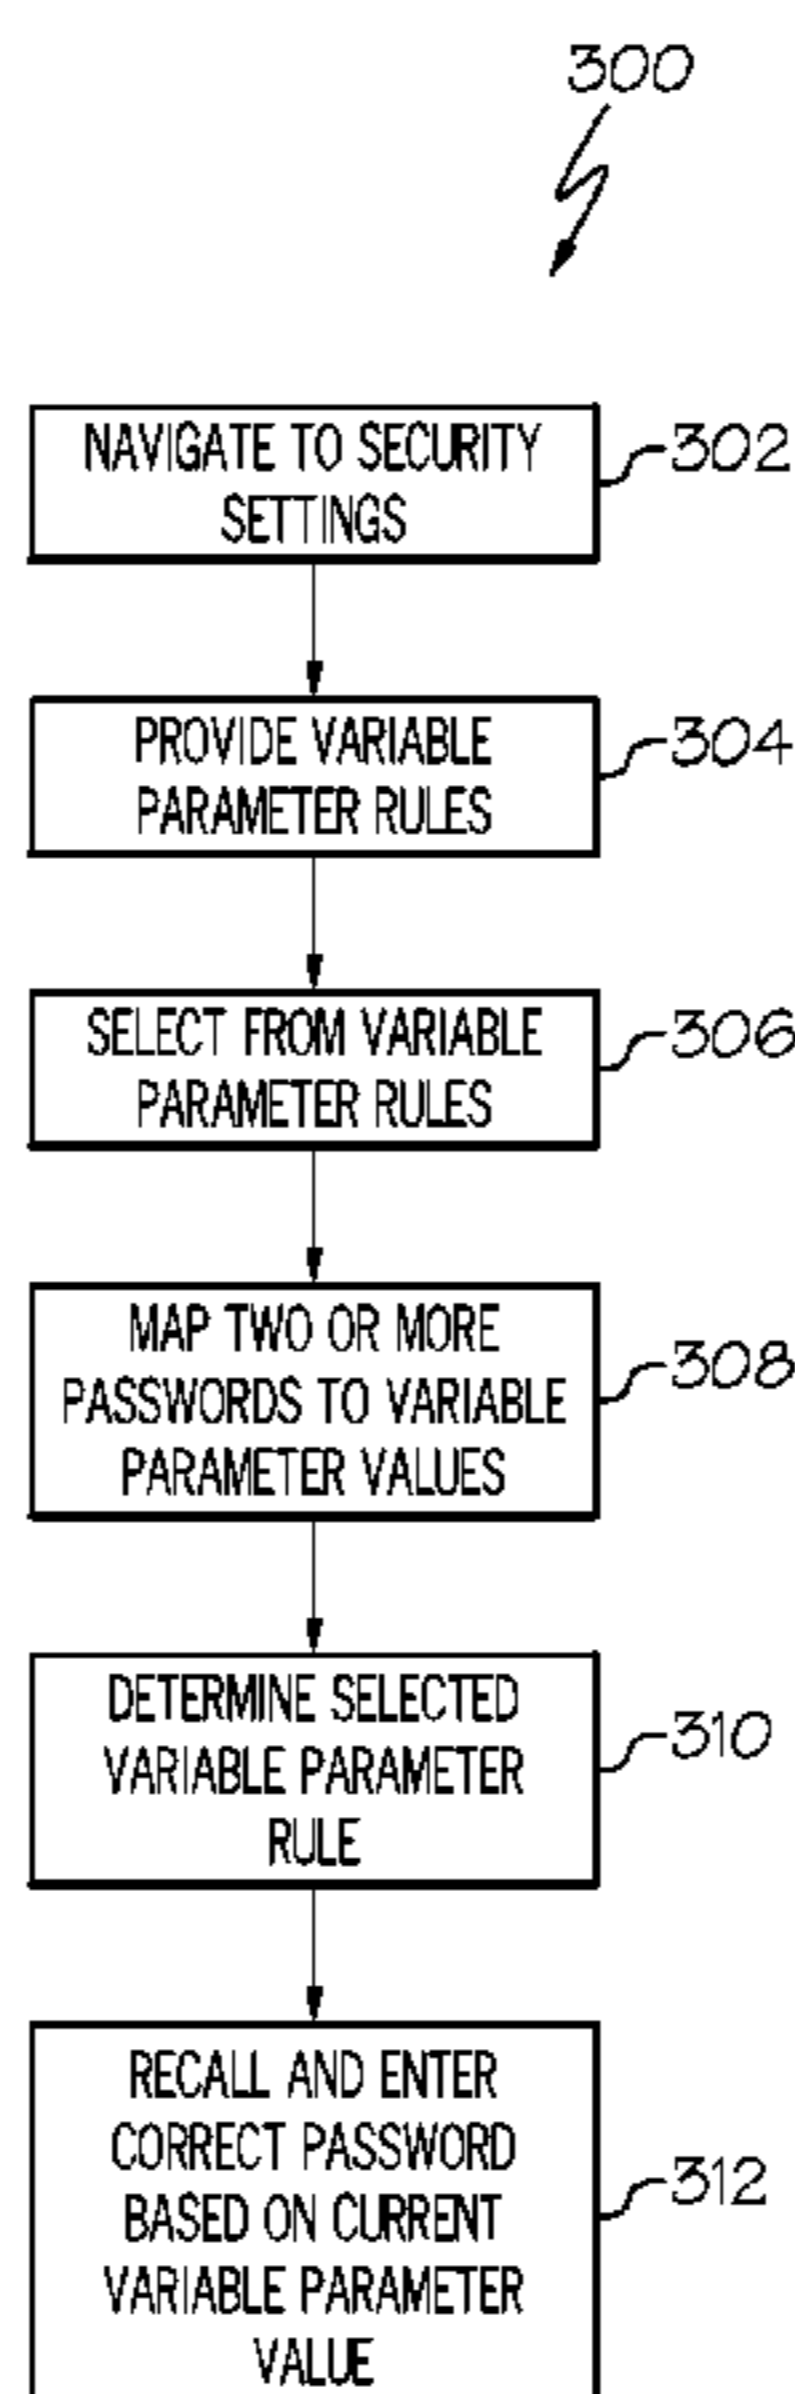 300
NAVIGATE TO SECURITY
SETTINGS
302
PROVIDE VARIABLE
PARAMETER RULES
304
SELECT FROM VARIABLE
PARAMETER RULES
306
MAP TWO OR MORE
PASSWORDS TO VARIABLE
PARAMETER VALUES
308
DETERMINE SELECTED
VARIABLE PARAMETER
RULE
310
RECALL AND ENTER
CORRECT PASSWORD
BASED ON CURRENT
VARIABLE PARAMETER
VALUE
312